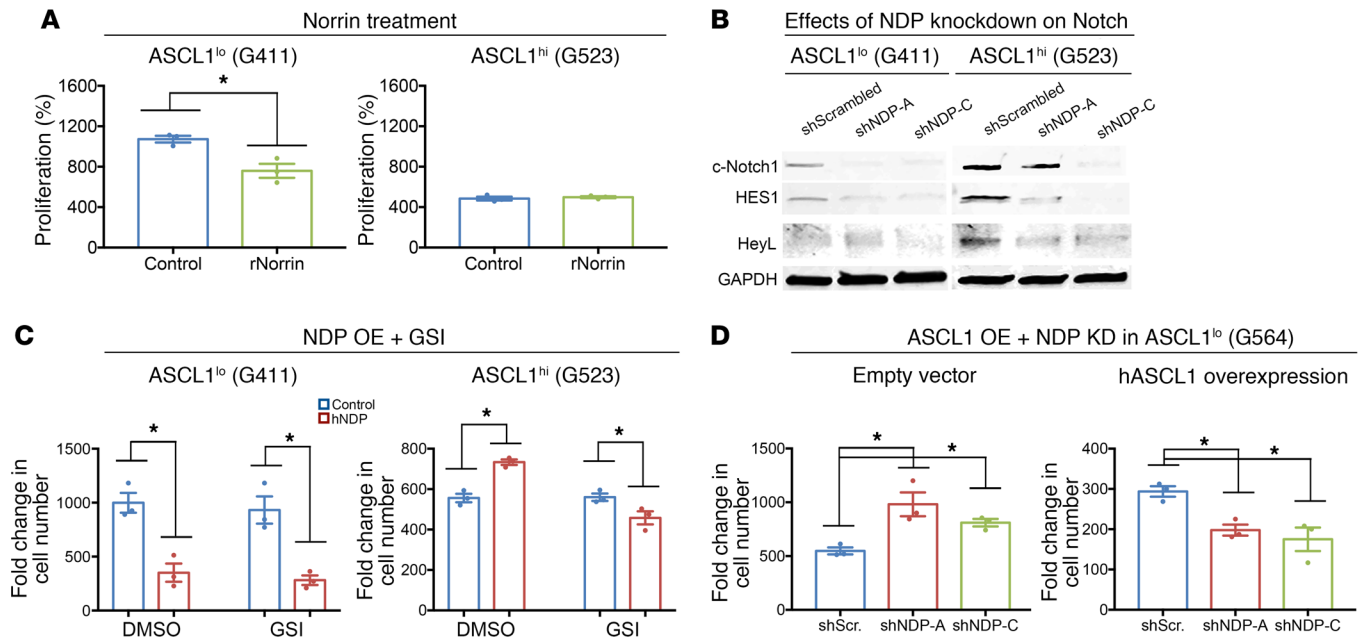 A
Norrin treatment
ASCL1lo (G411)
ASCL1hi (G523)
*
Proliferation (%)
1600
1200
800
400
0
Control
rNorrin
Proliferation (%)
1600
1200
800
400
0
Control
rNorrin
B
Effects of NDP knockdown on Notch
ASCL1lo (G411)
ASCL1hi (G523)
shScrambled
shNDP-A
shNDP-C
shScrambled
shNDP-A
shNDP-C
c-Notch1
HES1
HeyL
GAPDH
C
NDP OE + GSI
ASCL1lo (G411)
ASCL1hi (G523)
Control
hNDP
Fold change in
cell number
1500
1000
500
0
*
*
DMSO
GSI
Fold change in
cell number
800
600
400
200
0
*
*
DMSO
GSI
D
ASCL1 OE + NDP KD in ASCL1lo (G564)
Empty vector
hASCL1 overexpression
Fold change in
cell number
1500
1000
500
0
*
*
shScr.
shNDP-A
shNDP-C
Fold change in
cell number
400
300
200
100
0
*
*
shScr.
shNDP-A
shNDP-C